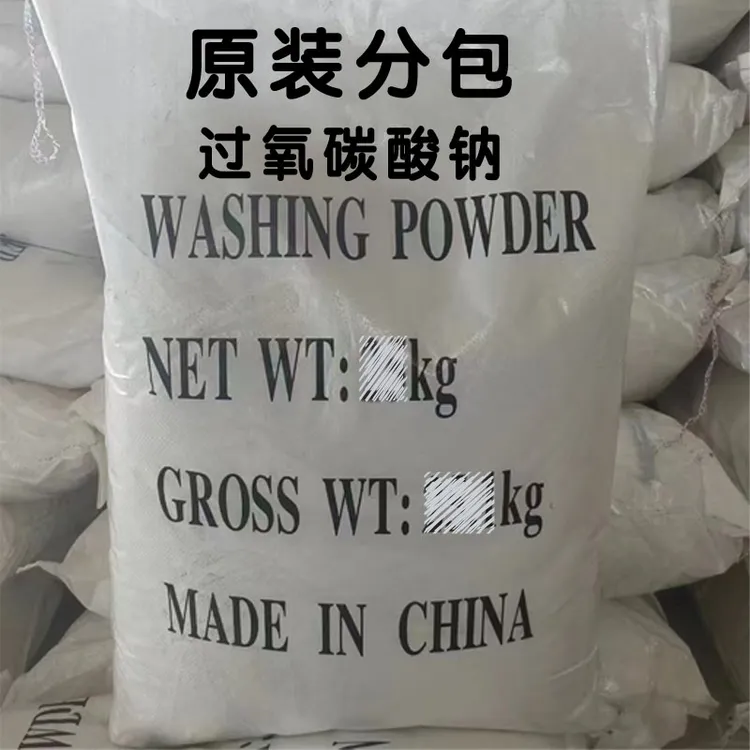 原装分包
过氧碳酸钠
WASHING POWDER
NET WT: kg
GROSS WT: kg
MADE IN CHINA